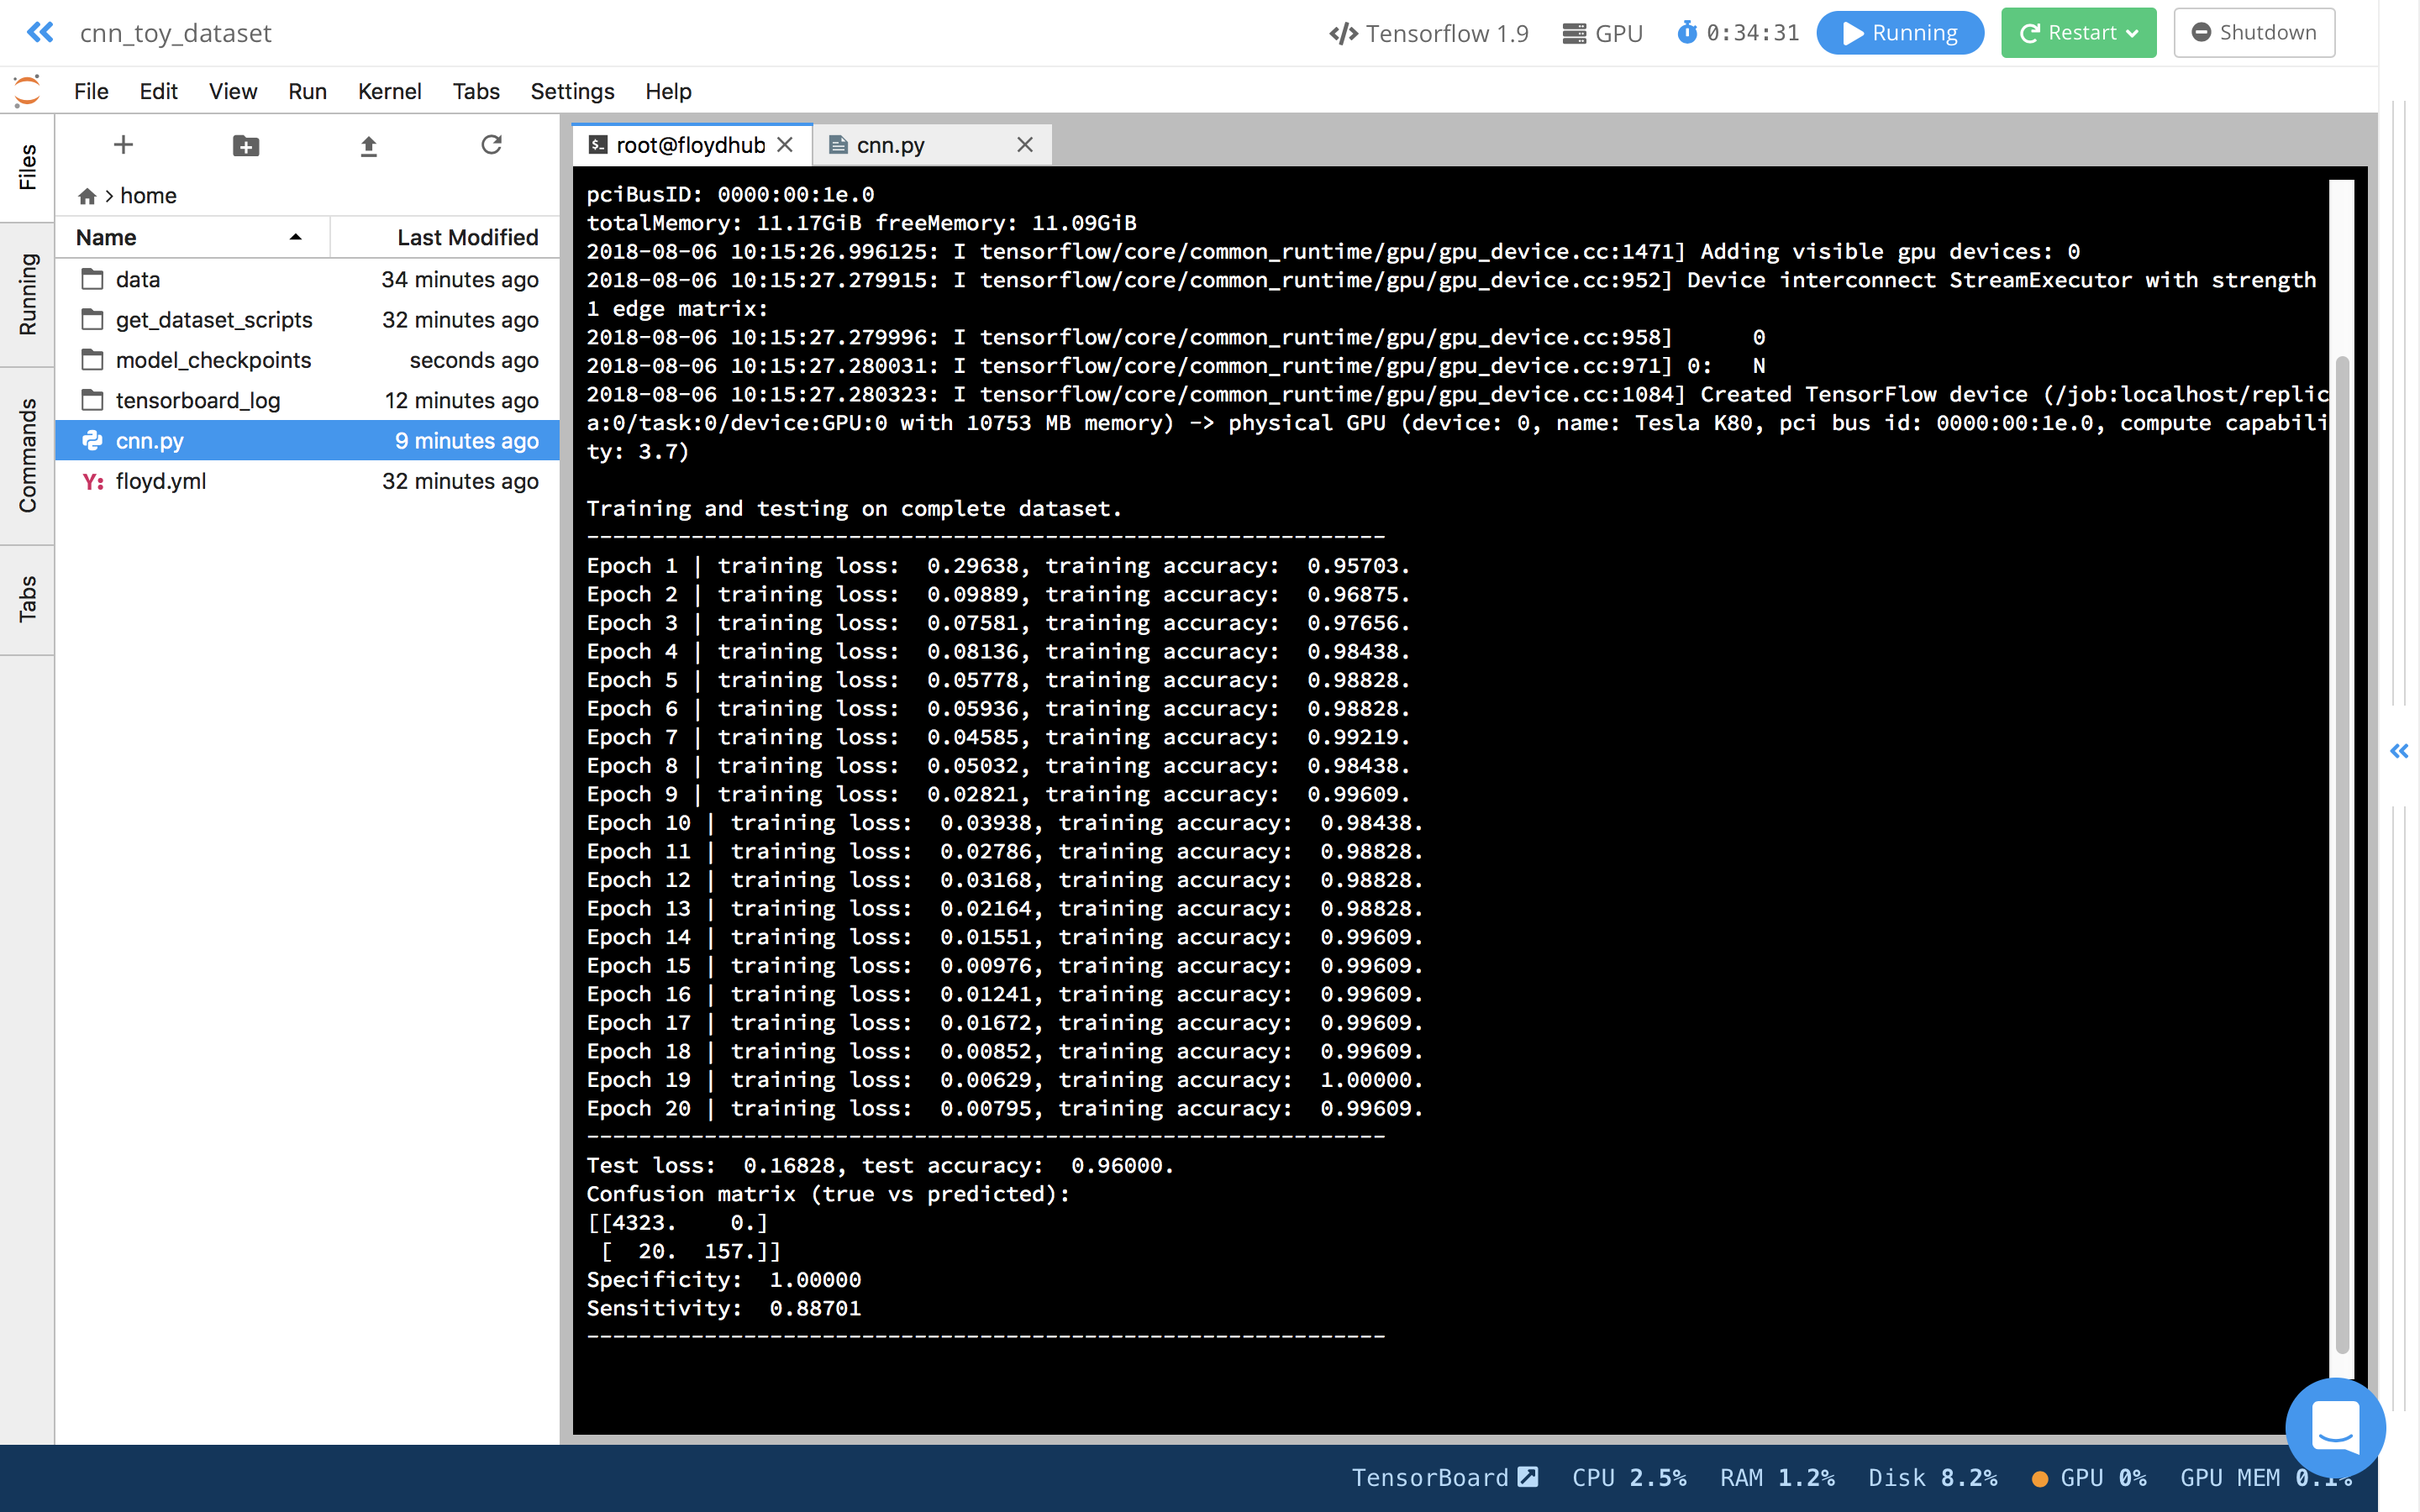 cnn_toy_dataset
Tensorflow 1.9 GPU 0:34:31 Running Restart Shutdown
File Edit View Run Kernel Tabs Settings Help
Files
Running
Commands
Tabs
home
Name Last Modified
data 34 minutes ago
get_dataset_scripts 32 minutes ago
model_checkpoints seconds ago
tensorboard_log 12 minutes ago
cnn.py 9 minutes ago
Y: floyd.yml 32 minutes ago
$_ root@floydhub cnn.py
pciBusID: 0000:00:1e.0
totalMemory: 11.17GiB freeMemory: 11.09GiB
2018-08-06 10:15:26.996125: I tensorflow/core/common_runtime/gpu/gpu_device.cc:1471] Adding visible gpu devices: 0
2018-08-06 10:15:27.279915: I tensorflow/core/common_runtime/gpu/gpu_device.cc:952] Device interconnect StreamExecutor with strength
1 edge matrix:
2018-08-06 10:15:27.279996: I tensorflow/core/common_runtime/gpu/gpu_device.cc:958]      0
2018-08-06 10:15:27.280031: I tensorflow/core/common_runtime/gpu/gpu_device.cc:971] 0:   N
2018-08-06 10:15:27.280323: I tensorflow/core/common_runtime/gpu/gpu_device.cc:1084] Created TensorFlow device (/job:localhost/replic
a:0/task:0/device:GPU:0 with 10753 MB memory) -> physical GPU (device: 0, name: Tesla K80, pci bus id: 0000:00:1e.0, compute capabili
ty: 3.7)
Training and testing on complete dataset.
-------------------------------------------------------------
Epoch 1 | training loss:  0.29638, training accuracy:  0.95703.
Epoch 2 | training loss:  0.09889, training accuracy:  0.96875.
Epoch 3 | training loss:  0.07581, training accuracy:  0.97656.
Epoch 4 | training loss:  0.08136, training accuracy:  0.98438.
Epoch 5 | training loss:  0.05778, training accuracy:  0.98828.
Epoch 6 | training loss:  0.05936, training accuracy:  0.98828.
Epoch 7 | training loss:  0.04585, training accuracy:  0.99219.
Epoch 8 | training loss:  0.05032, training accuracy:  0.98438.
Epoch 9 | training loss:  0.02821, training accuracy:  0.99609.
Epoch 10 | training loss:  0.03938, training accuracy:  0.98438.
Epoch 11 | training loss:  0.02786, training accuracy:  0.98828.
Epoch 12 | training loss:  0.03168, training accuracy:  0.98828.
Epoch 13 | training loss:  0.02164, training accuracy:  0.98828.
Epoch 14 | training loss:  0.01551, training accuracy:  0.99609.
Epoch 15 | training loss:  0.00976, training accuracy:  0.99609.
Epoch 16 | training loss:  0.01241, training accuracy:  0.99609.
Epoch 17 | training loss:  0.01672, training accuracy:  0.99609.
Epoch 18 | training loss:  0.00852, training accuracy:  0.99609.
Epoch 19 | training loss:  0.00629, training accuracy:  1.00000.
Epoch 20 | training loss:  0.00795, training accuracy:  0.99609.
-------------------------------------------------------------
Test loss:  0.16828, test accuracy:  0.96000.
Confusion matrix (true vs predicted):
[[4323.    0.]
 [  20.  157.]]
Specificity:  1.00000
Sensitivity:  0.88701
-------------------------------------------------------------
TensorBoard CPU 2.5% RAM 1.2% Disk 8.2% GPU 0% GPU MEM 0.1%